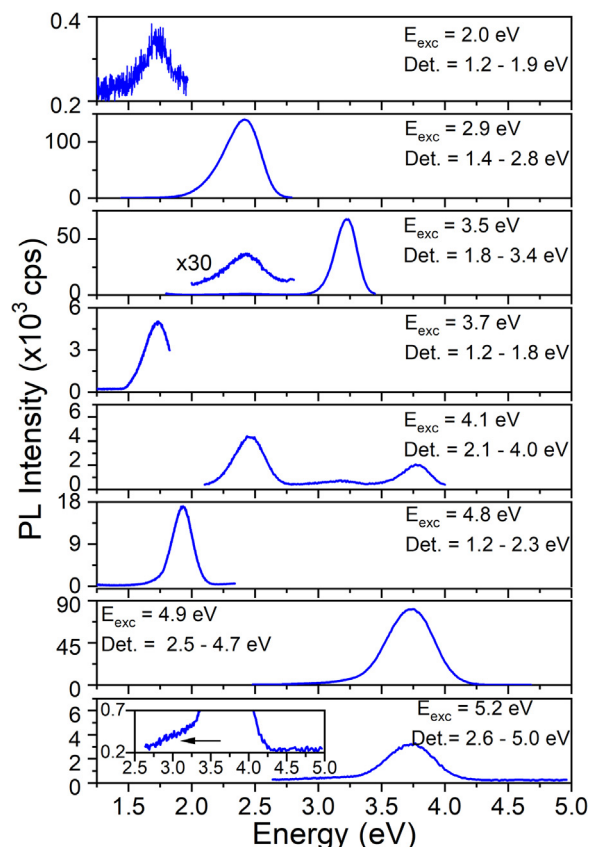 PL Intensity (x10³ cps)
0.4
0.2
E_exc = 2.0 eV
Det. = 1.2 - 1.9 eV
100
0
E_exc = 2.9 eV
Det. = 1.4 - 2.8 eV
50
0
x30
E_exc = 3.5 eV
Det. = 1.8 - 3.4 eV
6
3
0
E_exc = 3.7 eV
Det. = 1.2 - 1.8 eV
6
4
2
0
E_exc = 4.1 eV
Det. = 2.1 - 4.0 eV
18
9
0
E_exc = 4.8 eV
Det. = 1.2 - 2.3 eV
90
45
0
E_exc = 4.9 eV
Det. = 2.5 - 4.7 eV
6
4
2
0
0.7
0.2
2.5 3.0 3.5 4.0 4.5 5.0
E_exc = 5.2 eV
Det.= 2.6 - 5.0 eV
1.5 2.0 2.5 3.0 3.5 4.0 4.5 5.0
Energy (eV)